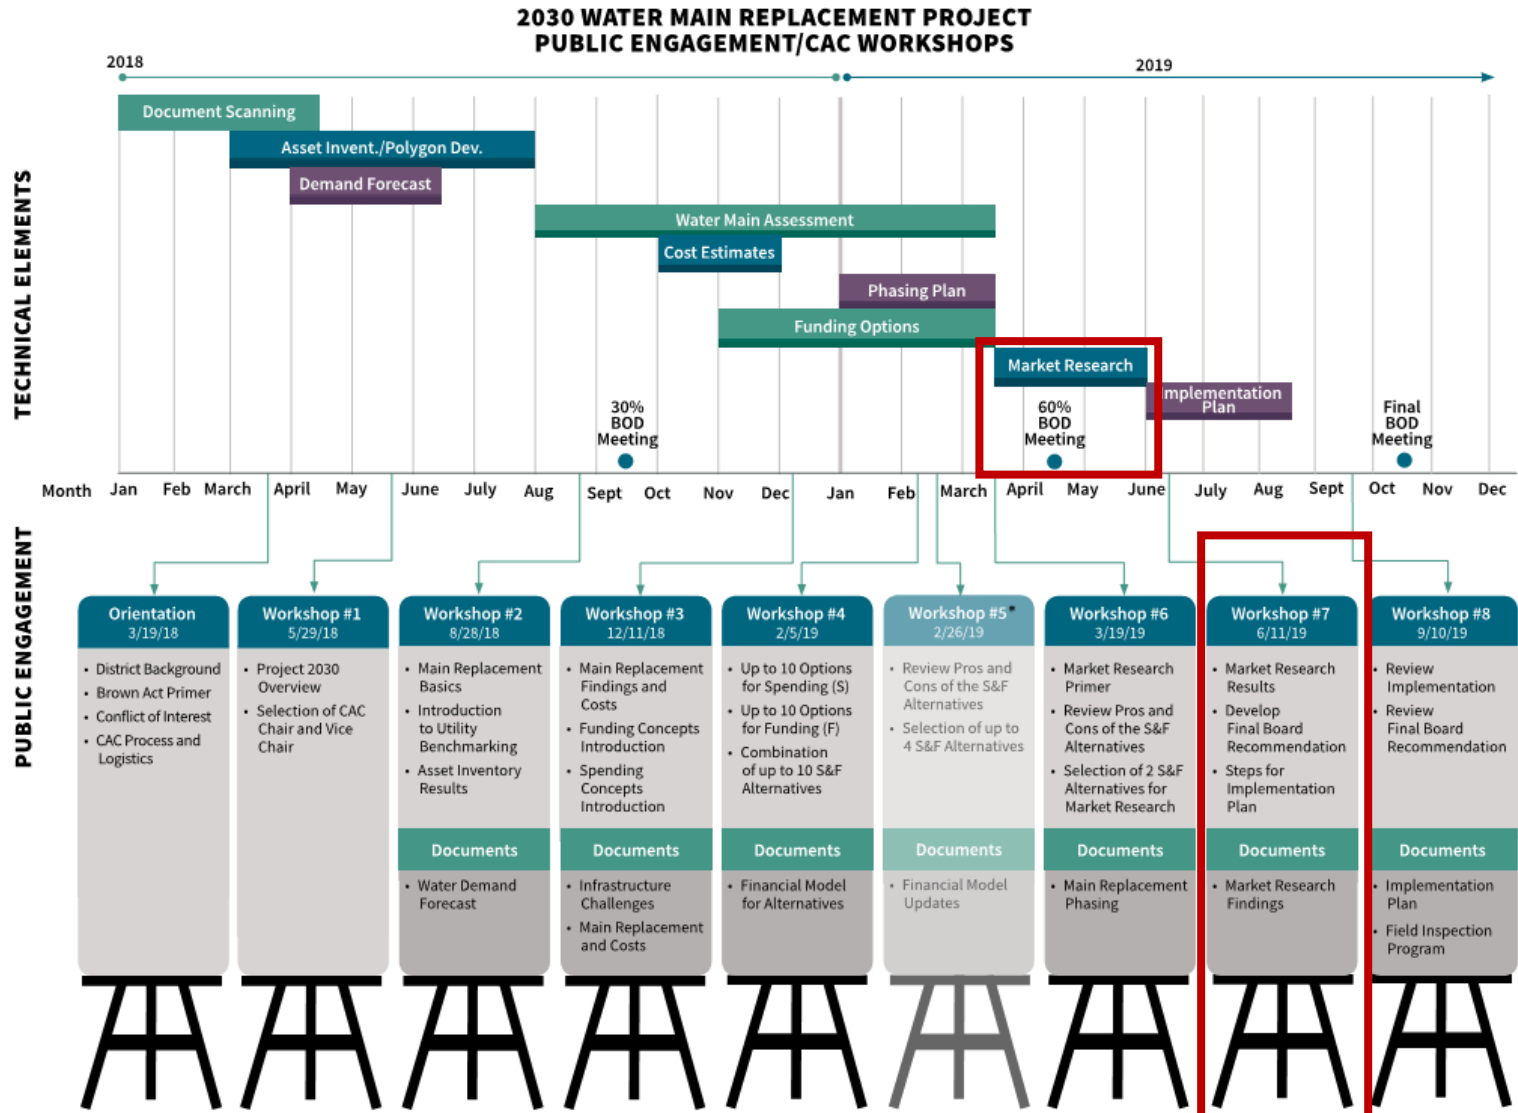 2030 WATER MAIN REPLACEMENT PROJECT
PUBLIC ENGAGEMENT/CAC WORKSHOPS
2018
2019
TECHNICAL ELEMENTS
Document Scanning
Asset Invent./Polygon Dev.
Demand Forecast
Water Main Assessment
Cost Estimates
Phasing Plan
Funding Options
Market Research
Implementation
Plan
30%
BOD
Meeting
60%
BOD
Meeting
Final
BOD
Meeting
Month Jan Feb March April May June July Aug Sept Oct Nov Dec Jan Feb March April May June July Aug Sept Oct Nov Dec
PUBLIC ENGAGEMENT
Orientation
3/19/18
• District Background
• Brown Act Primer
• Conflict of Interest
• CAC Process and
Logistics
Workshop #1
5/29/18
• Project 2030
Overview
• Selection of CAC
Chair and Vice
Chair
Workshop #2
8/28/18
• Main Replacement
Basics
• Introduction
to Utility
Benchmarking
• Asset Inventory
Results
Documents
• Water Demand
Forecast
Workshop #3
12/11/18
• Main Replacement
Findings and
Costs
• Funding Concepts
Introduction
• Spending
Concepts
Introduction
Documents
• Infrastructure
Challenges
• Main Replacement
and Costs
Workshop #4
2/5/19
• Up to 10 Options
for Spending (S)
• Up to 10 Options
for Funding (F)
• Combination
of up to 10 S&F
Alternatives
Documents
• Financial Model
for Alternatives
Workshop #5*
2/26/19
• Review Pros and
Cons of the S&F
Alternatives
• Selection of up to
4 S&F Alternatives
Documents
• Financial Model
Updates
Workshop #6
3/19/19
• Market Research
Primer
• Review Pros and
Cons of the S&F
Alternatives
• Selection of 2 S&F
Alternatives for
Market Research
Documents
• Main Replacement
Phasing
Workshop #7
6/11/19
• Market Research
Results
• Develop
Final Board
Recommendation
• Steps for
Implementation
Plan
Documents
• Market Research
Findings
Workshop #8
9/10/19
• Review
Implementation
• Review
Final Board
Recommendation
Documents
• Implementation
Plan
• Field Inspection
Program